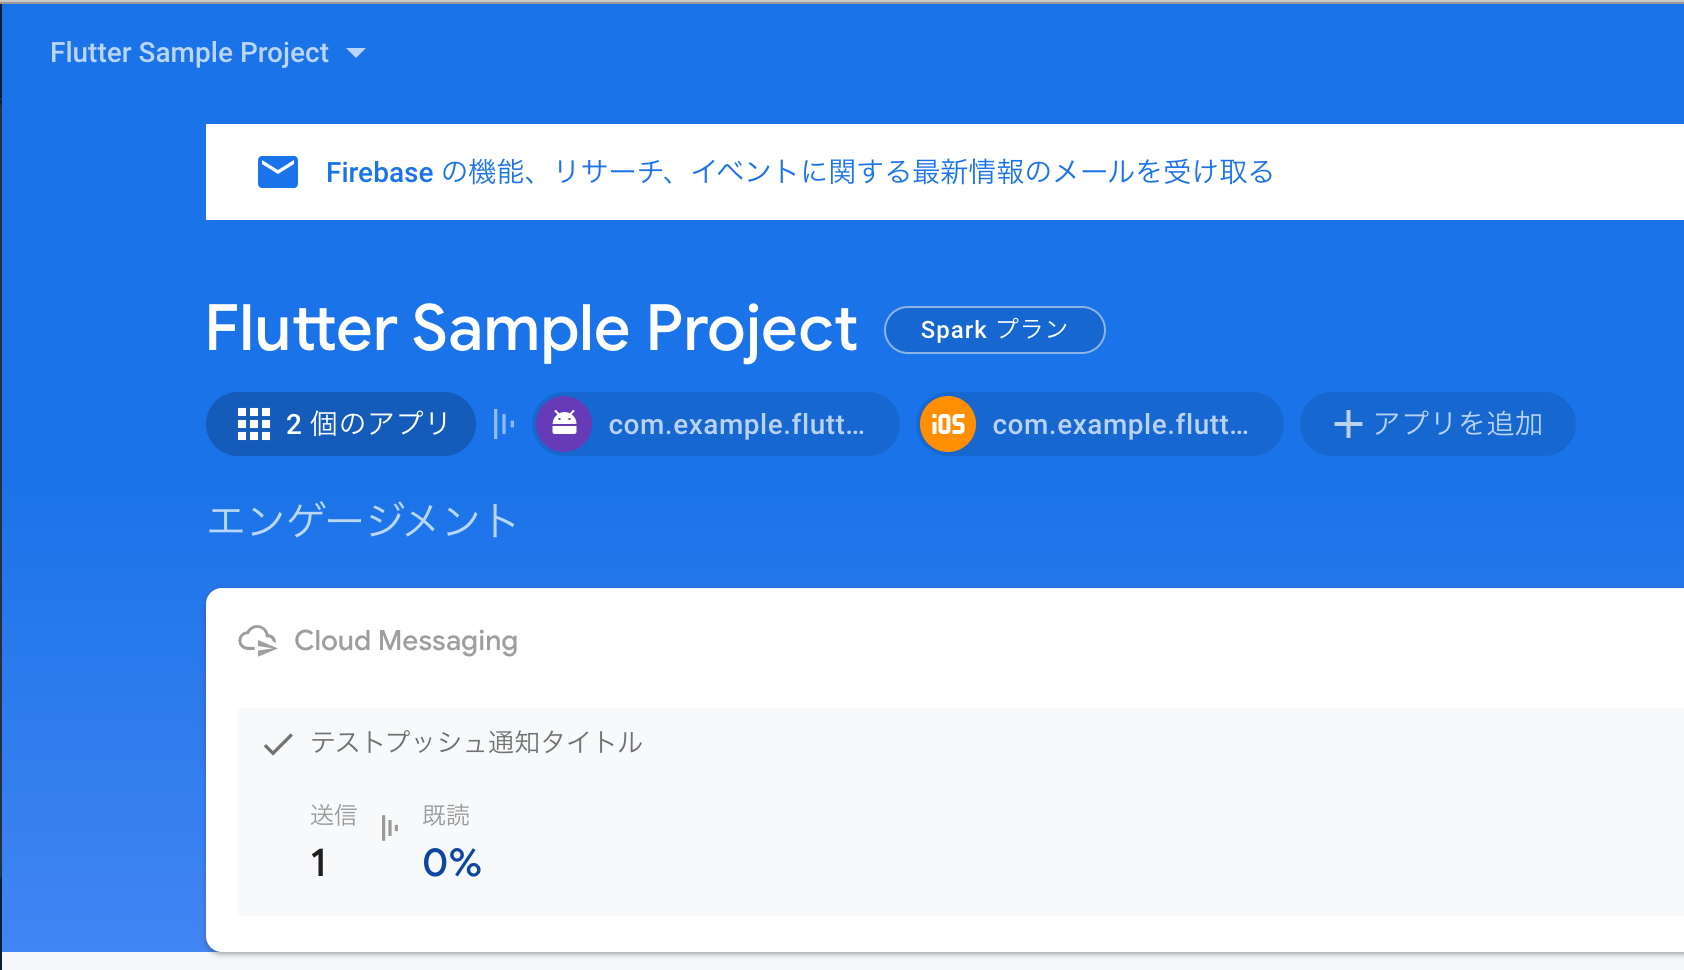 Flutter Sample Project
Firebase の機能、リサーチ、イベントに関する最新情報のメールを受け取る
Flutter Sample Project Spark プラン
2 個のアプリ com.example.flutt... iOS com.example.flutt... + アプリを追加
エンゲージメント
Cloud Messaging
テストプッシュ通知タイトル
送信 既読
1 0%